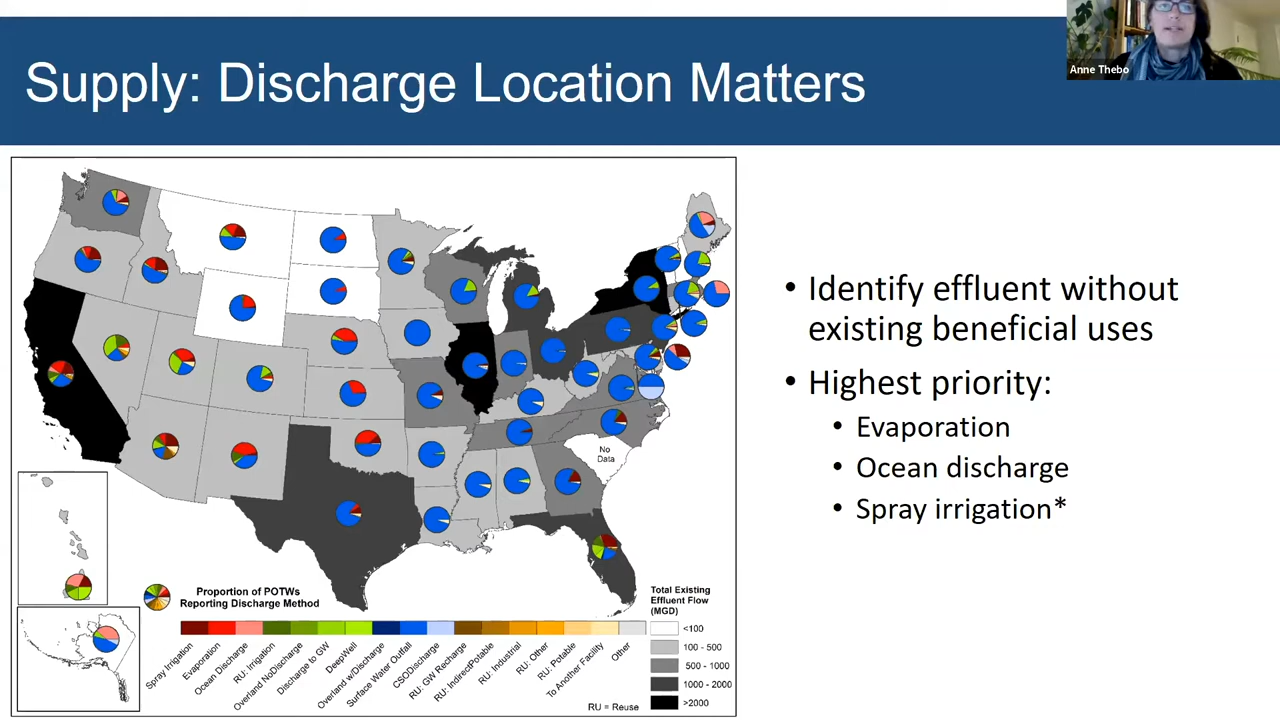 Anne Thebo
Supply: Discharge Location Matters
No
Data
Proportion of POTWs
Reporting Discharge Method
Spray Irrigation
Evaporation
Ocean Discharge
RU: Irrigation
Overland NoDischarge
Discharge to GW
DeepWell
Overland w/Discharge
Surface Water Outfall
CSODischarge
RU: GW Recharge
RU: IndirectPotable
RU: Industrial
RU: Other
RU: Potable
To Another Facility
Other
RU = Reuse
Total Existing
Effluent Flow
(MGD)
<100
100 - 500
500 - 1000
1000 - 2000
>2000
• Identify effluent without
existing beneficial uses
• Highest priority:
• Evaporation
• Ocean discharge
• Spray irrigation*